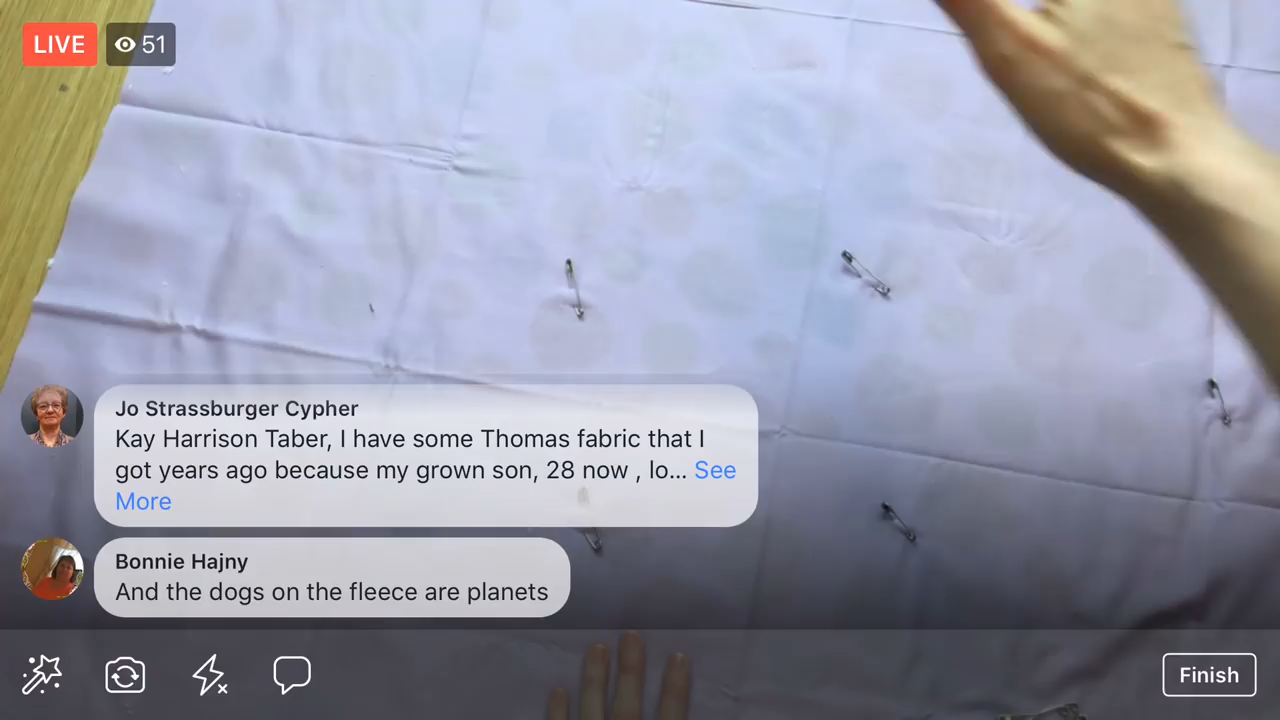 LIVE
51
Jo Strassburger Cypher
Kay Harrison Taber, I have some Thomas fabric that I
got years ago because my grown son, 28 now , lo... See
More
Bonnie Hajny
And the dogs on the fleece are planets
Finish